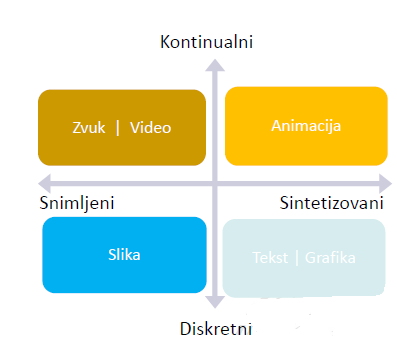 Kontinualni
Zvuk | Video
Animacija
Snimljeni
Sintetizovani
Slika
Tekst | Grafika
Diskretni